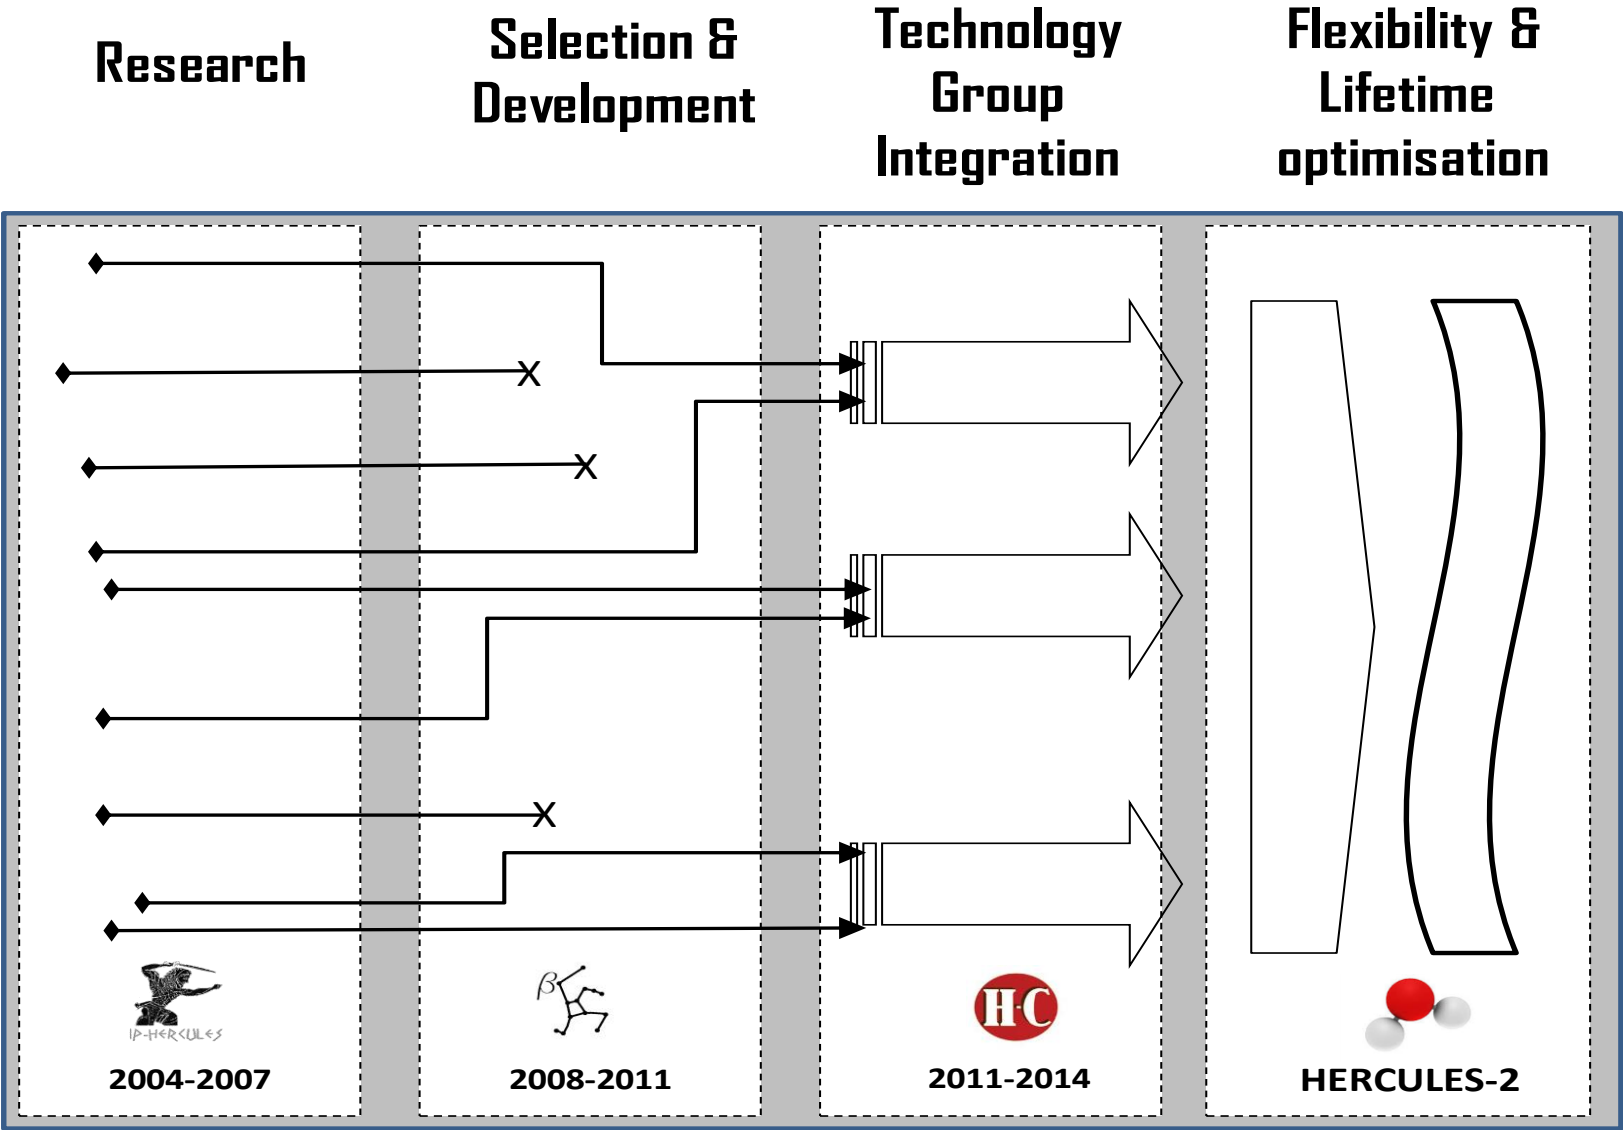 Research
Selection &
Development
Technology
Group
Integration
Flexibility &
Lifetime
optimisation
X
X
X
IP-HERCULES
β
H-C
2004-2007
2008-2011
2011-2014
HERCULES-2